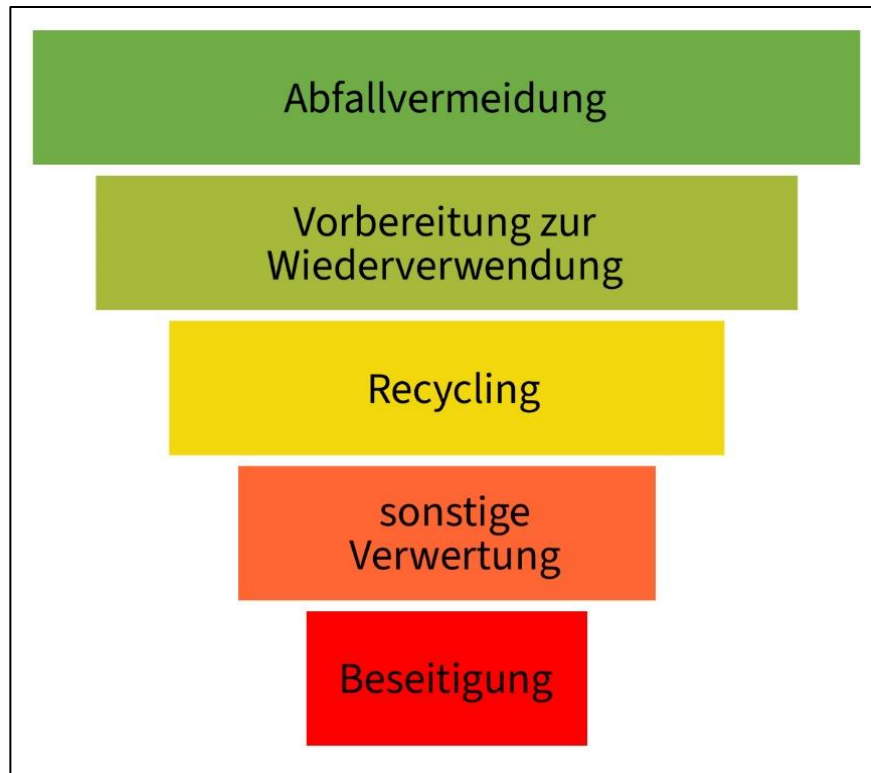 Abfallvermeidung
Vorbereitung zur
Wiederverwendung
Recycling
sonstige
Verwertung
Beseitigung